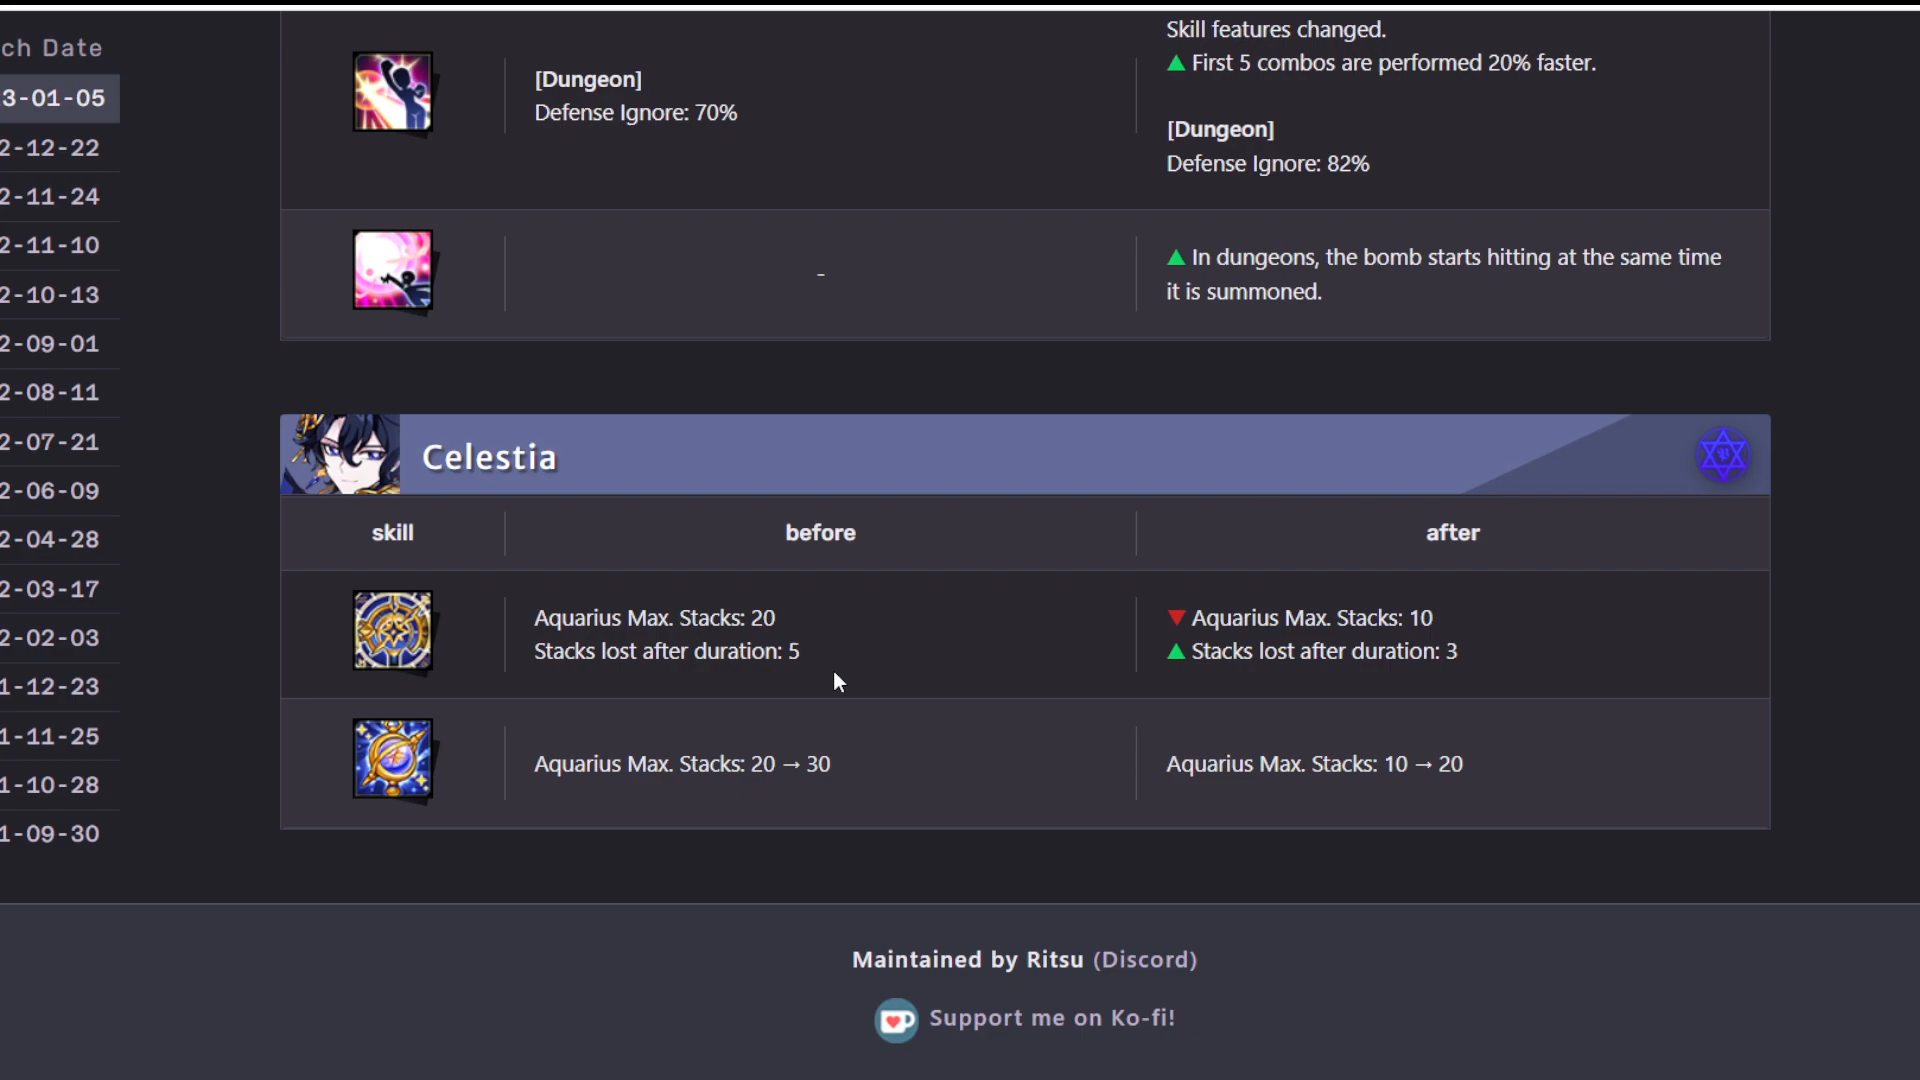 ch Date
3-01-05
2-12-22
2-11-24
2-11-10
2-10-13
2-09-01
2-08-11
2-07-21
2-06-09
2-04-28
2-03-17
2-02-03
1-12-23
1-11-25
1-10-28
1-09-30
[Dungeon]
Defense Ignore: 70%
Skill features changed.
▲ First 5 combos are performed 20% faster.
[Dungeon]
Defense Ignore: 82%
-
▲ In dungeons, the bomb starts hitting at the same time
it is summoned.
Celestia
skill
before
after
Aquarius Max. Stacks: 20
Stacks lost after duration: 5
▼ Aquarius Max. Stacks: 10
▲ Stacks lost after duration: 3
Aquarius Max. Stacks: 20 → 30
Aquarius Max. Stacks: 10 → 20
Maintained by Ritsu (Discord)
Support me on Ko-fi!